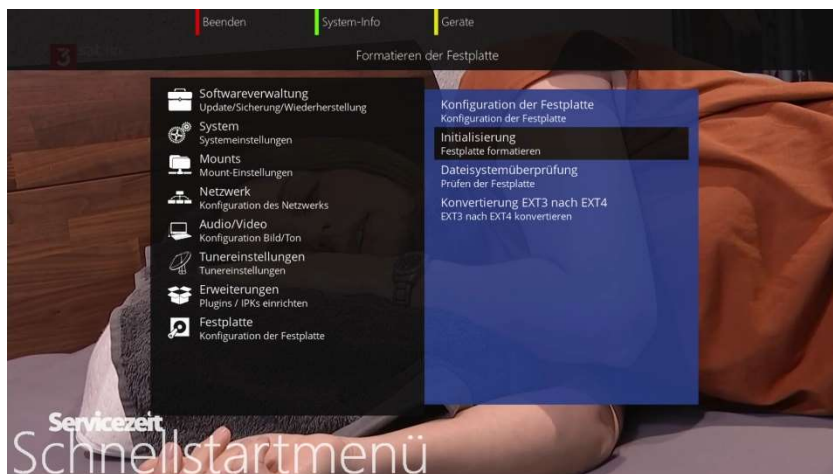 Beenden
System-Info
Geräte
3
Formatieren der Festplatte
Softwareverwaltung
Update/Sicherung/Wiederherstellung
System
Systemeinstellungen
Mounts
Mount-Einstellungen
Netzwerk
Konfiguration des Netzwerks
Audio/Video
Konfiguration Bild/Ton
Tunereinstellungen
Tunereinstellungen
Erweiterungen
Plugins / IPKs einrichten
Festplatte
Konfiguration der Festplatte
Konfiguration der Festplatte
Konfiguration der Festplatte
Initialisierung
Festplatte formatieren
Dateisystemüberprüfung
Prüfen der Festplatte
Konvertierung EXT3 nach EXT4
EXT3 nach EXT4 konvertieren
Servicezeit
Schnellstartmenü